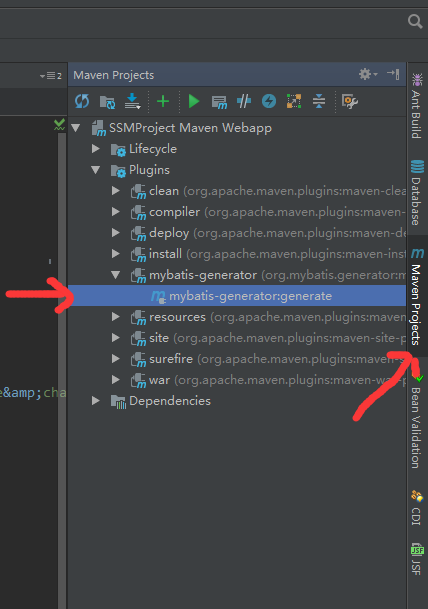 2
Maven Projects
SSMProject Maven Webapp
Lifecycle
Plugins
clean (org.apache.maven.plugins:maven-clea
compiler (org.apache.maven.plugins:maven-
deploy (org.apache.maven.plugins:maven-de
install (org.apache.maven.plugins:maven-inst
mybatis-generator (org.mybatis.generator:m
mybatis-generator:generate
resources (org.apache.maven.plugins:maven-
site (org.apache.maven.plugins:maven-site-p
surefire (org.apache.maven.plugins:maven-s
war (org.apache.maven.plugins:maven-war-p
Dependencies
e&amp;cha
Ant Build
Database
Maven Projects
Bean Validation
CDI
JSF
JSF